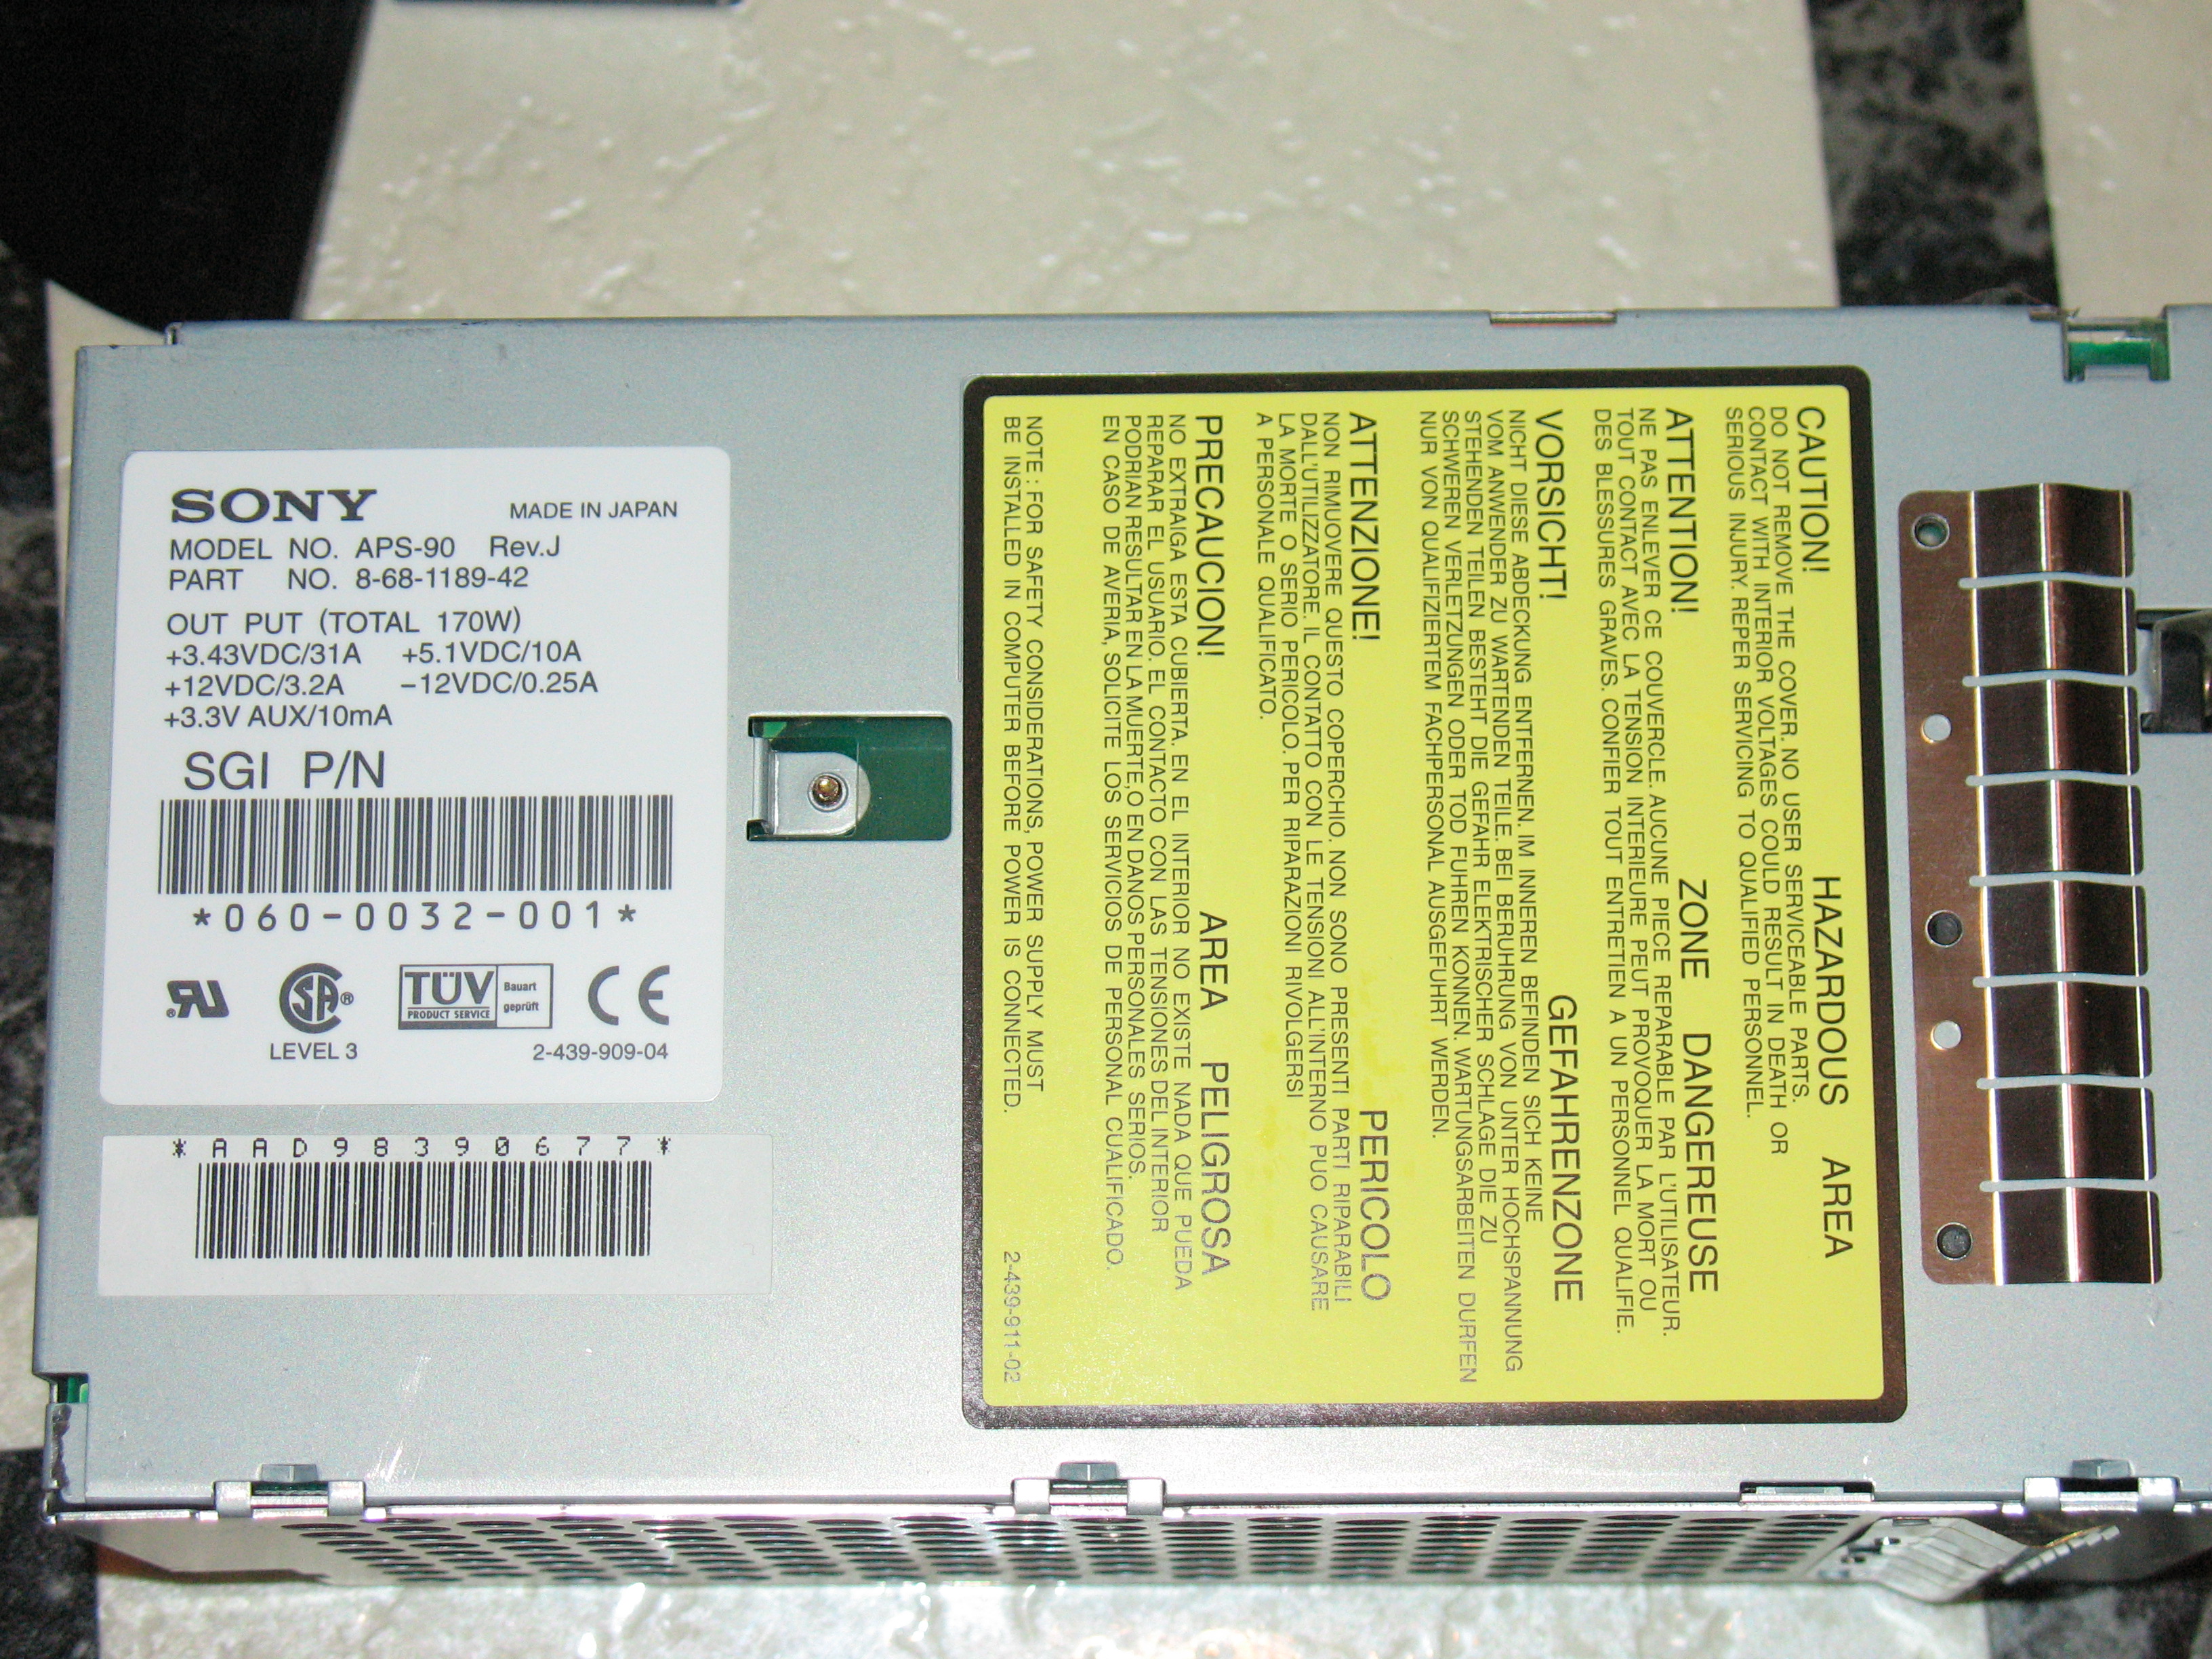 SONY MADE IN JAPAN
MODEL NO. APS-90 Rev.J
PART NO. 8-68-1189-42
OUT PUT (TOTAL 170W)
+3.43VDC/31A +5.1VDC/10A
+12VDC/3.2A −12VDC/0.25A
+3.3V AUX/10mA
SGI P/N
*060-0032-001*
RU SA® TÜV PRODUCT SERVICE Bauart geprüft CE
LEVEL 3 2-439-909-04
*AAD98390677*
CAUTION! HAZARDOUS AREA
DO NOT REMOVE THE COVER. NO USER SERVICEABLE PARTS.
CONTACT WITH INTERIOR VOLTAGES COULD RESULT IN DEATH OR
SERIOUS INJURY. REPER SERVICING TO QUALIFIED PERSONNEL.
ATTENTION! ZONE DANGEREUSE
NE PAS ENLEVER CE COUVERCLE. AUCUNE PIECE REPARABLE PAR L'UTILISATEUR.
TOUT CONTACT AVEC LA TENSION INTERIEURE PEUT PROVOQUER LA MORT OU
DES BLESSURES GRAVES. CONFIER TOUT ENTRETIEN A UN PERSONNEL QUALIFIE.
VORSICHT! GEFAHRENZONE
NICHT DIESE ABDECKUNG ENTFERNEN. IM INNEREN BEFINDEN SICH KEINE
VOM ANWENDER ZU WARTENDEN TEILE. BEI BERUHRUNG VON UNTER HOCHSPANNUNG
STEHENDEN TEILEN BESTEHT DIE GEFAHR ELEKTRISCHER SCHLAGE DIE ZU
SCHWEREN VERLETZUNGEN ODER TOD FUHREN KONNEN. WARTUNGSARBEITEN DURFEN
NUR VON QUALIFIZIERTEM FACHPERSONAL AUSGEFUHRT WERDEN.
ATTENZIONE! PERICOLO
NON RIMUOVERE QUESTO COPERCHIO, NON SONO PRESENTI PARTI RIPARABILI
DALL'UTILIZZATORE. IL CONTATTO CON LE TENSIONI ALL'INTERNO PUO CAUSARE
LA MORTE O SERIO PERICOLO. PER RIPARAZIONI RIVOLGERSI
A PERSONALE QUALIFICATO.
PRECAUCION! AREA PELIGROSA
NO EXTRAIGA ESTA CUBIERTA. EN EL INTERIOR NO EXISTE NADA QUE PUEDA
REPARAR EL USUARIO. EL CONTACTO CON LAS TENSIONES DEL INTERIOR
PODRIAN RESULTAR EN LA MUERTE, O EN DANOS PERSONALES SERIOS.
EN CASO DE AVERIA, SOLICITE LOS SERVICIOS DE PERSONAL CUALIFICADO.
NOTE : FOR SAFETY CONSIDERATIONS, POWER SUPPLY MUST
BE INSTALLED IN COMPUTER BEFORE POWER IS CONNECTED.
2-439-911-02